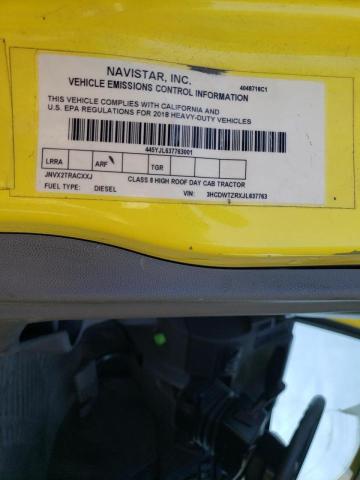 NAVISTAR, INC.
VEHICLE EMISSIONS CONTROL INFORMATION 4048716C1
THIS VEHICLE COMPLIES WITH CALIFORNIA AND
U.S. EPA REGULATIONS FOR 2018 HEAVY-DUTY VEHICLES
445YJL637763001
LRRA ARF TGR
JNVX2TRACXXJ CLASS 8 HIGH ROOF DAY CAB TRACTOR
FUEL TYPE: DIESEL VIN: 3HCDWTZRXJL637763